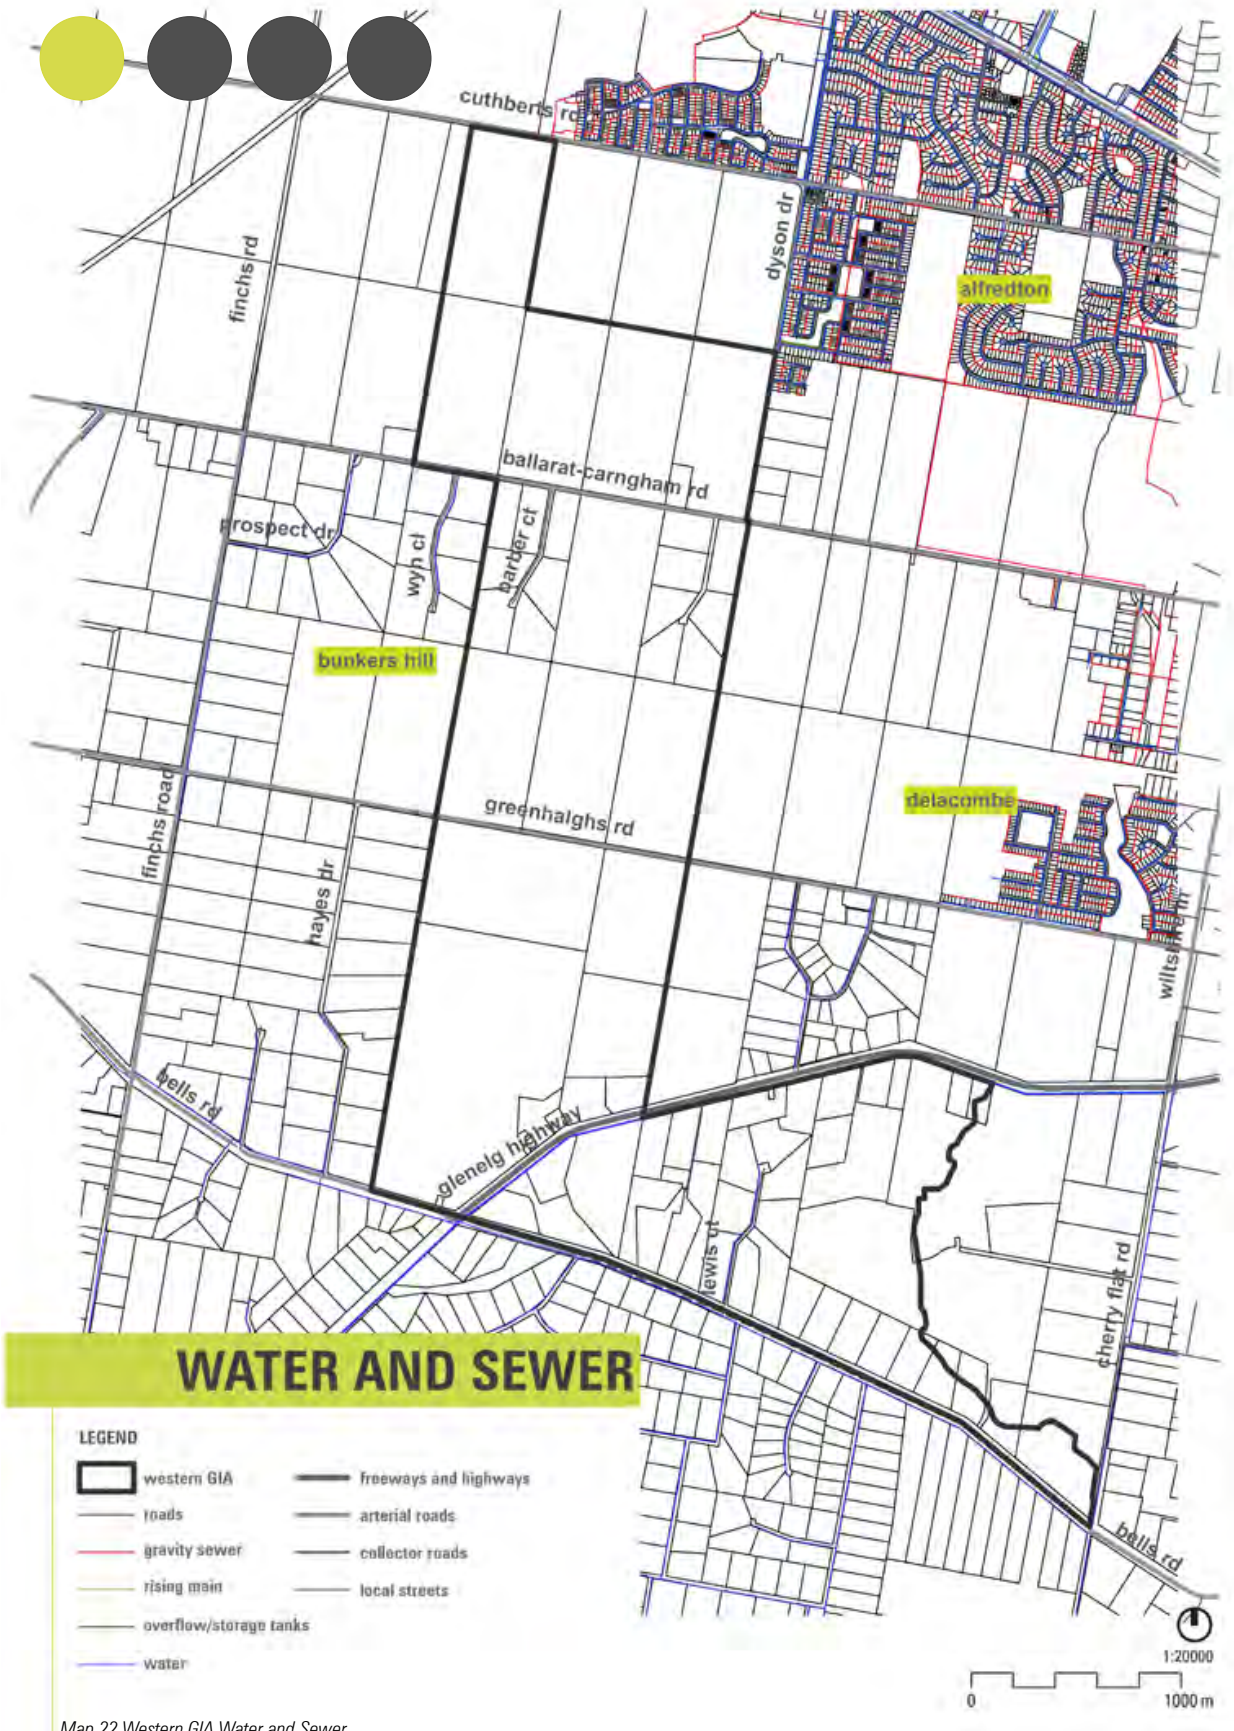 cuthberts rd
finchs rd
dyson dr
alfredton
ballarat-carngham rd
prospect dr
wyn ct
barber ct
bunkers hill
finchs road
greenhalghs rd
delacombe
hayes dr
bells rd
glenelg highway
lewis ct
cherry flat rd
WATER AND SEWER
LEGEND
western GIA
roads
gravity sewer
rising main
overflow/storage tanks
water
freeways and highways
arterial roads
collector roads
local streets
bells rd
1:20000
0 1000 m
Map 22 Western GIA Water and Sewer